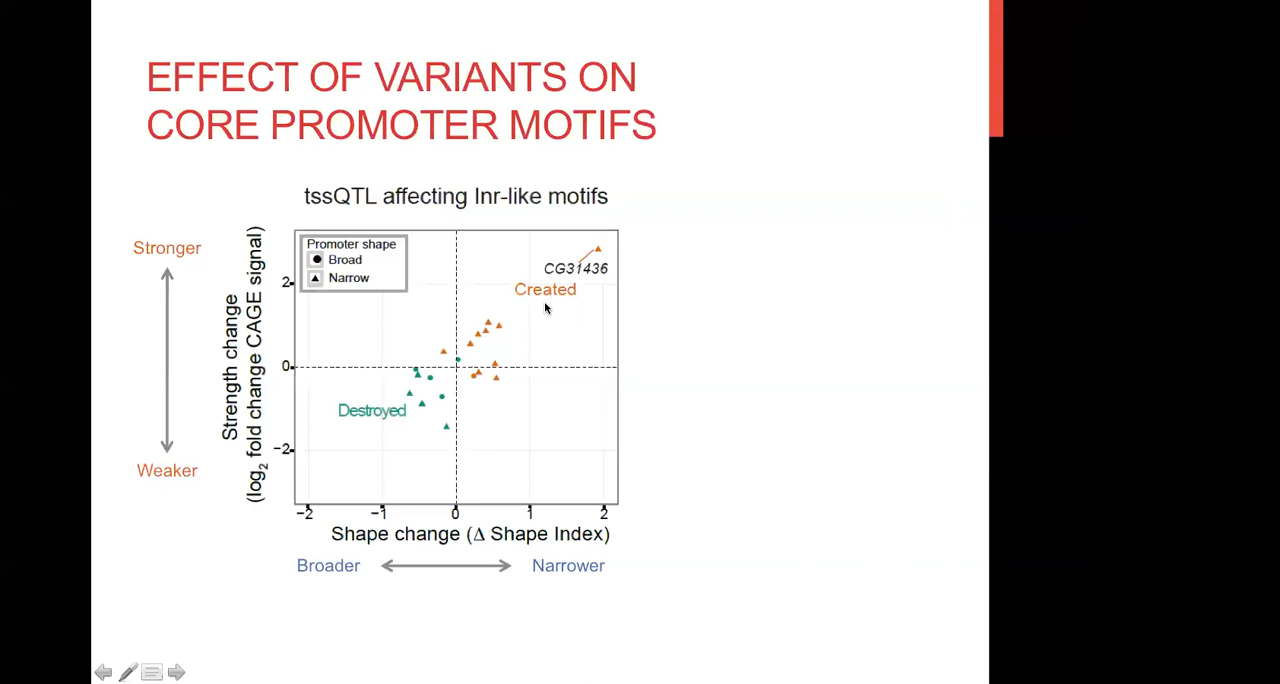 EFFECT OF VARIANTS ON
CORE PROMOTER MOTIFS
tssQTL affecting Inr-like motifs
Stronger
Weaker
Strength change
(log₂ fold change CAGE signal)
Promoter shape
Broad
Narrow
CG31436
Created
Destroyed
2
0
−2
−2
−1
0
1
2
Shape change (Δ Shape Index)
Broader
Narrower